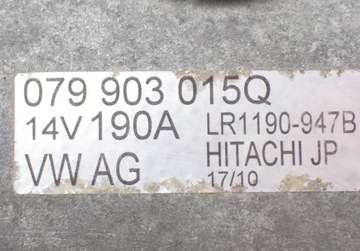 079 903 015Q
14V 190A LR1190-947B
VW AG HITACHI JP
17/10